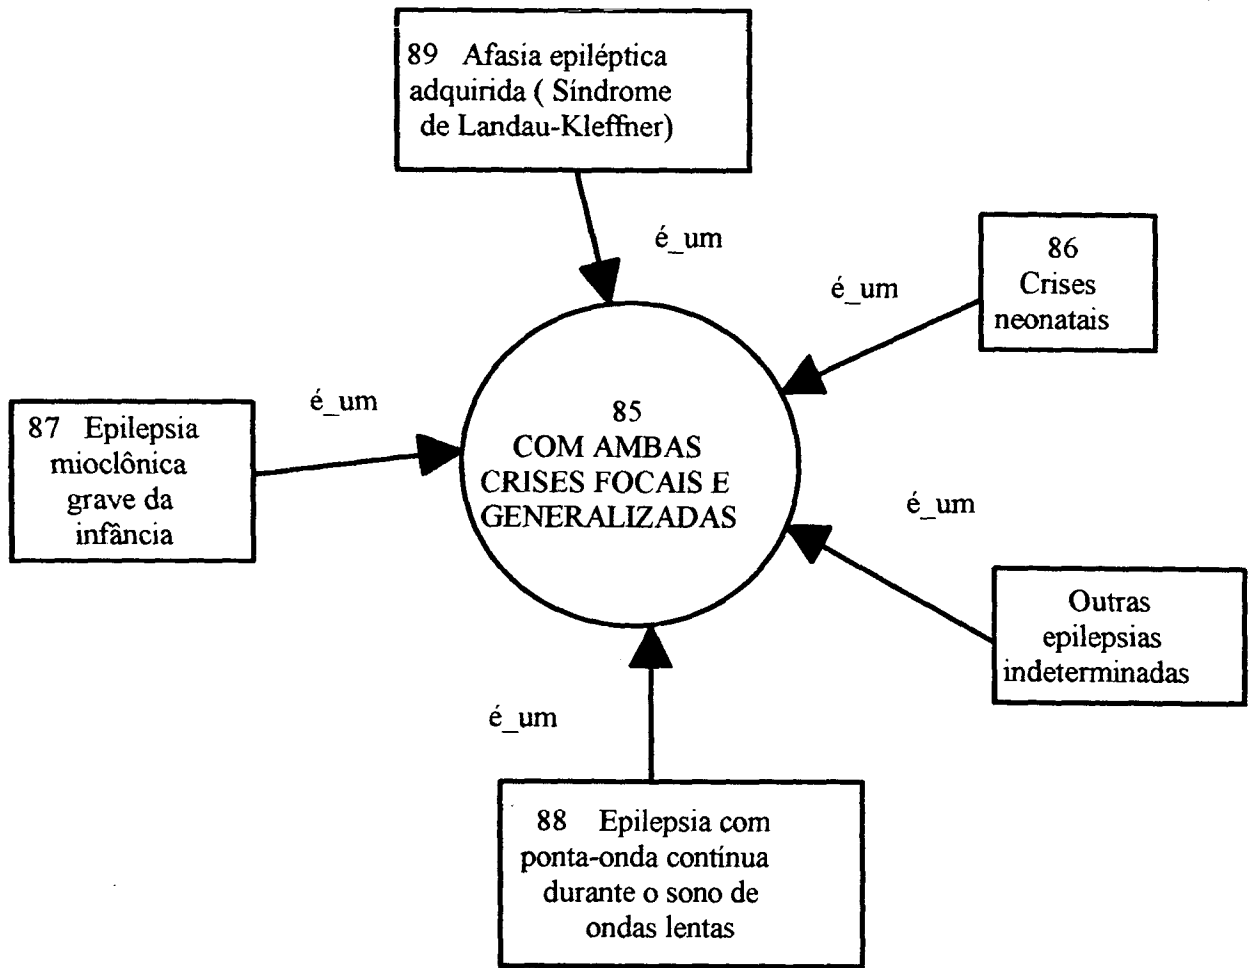 89 Afasia epiléptica
adquirida ( Síndrome
de Landau-Kleffner)
é_um
86
Crises
neonatais
é_um
87 Epilepsia
mioclônica
grave da
infância
é_um
85
COM AMBAS
CRISES FOCAIS E
GENERALIZADAS
é_um
Outras
epilepsias
indeterminadas
é_um
88 Epilepsia com
ponta-onda contínua
durante o sono de
ondas lentas